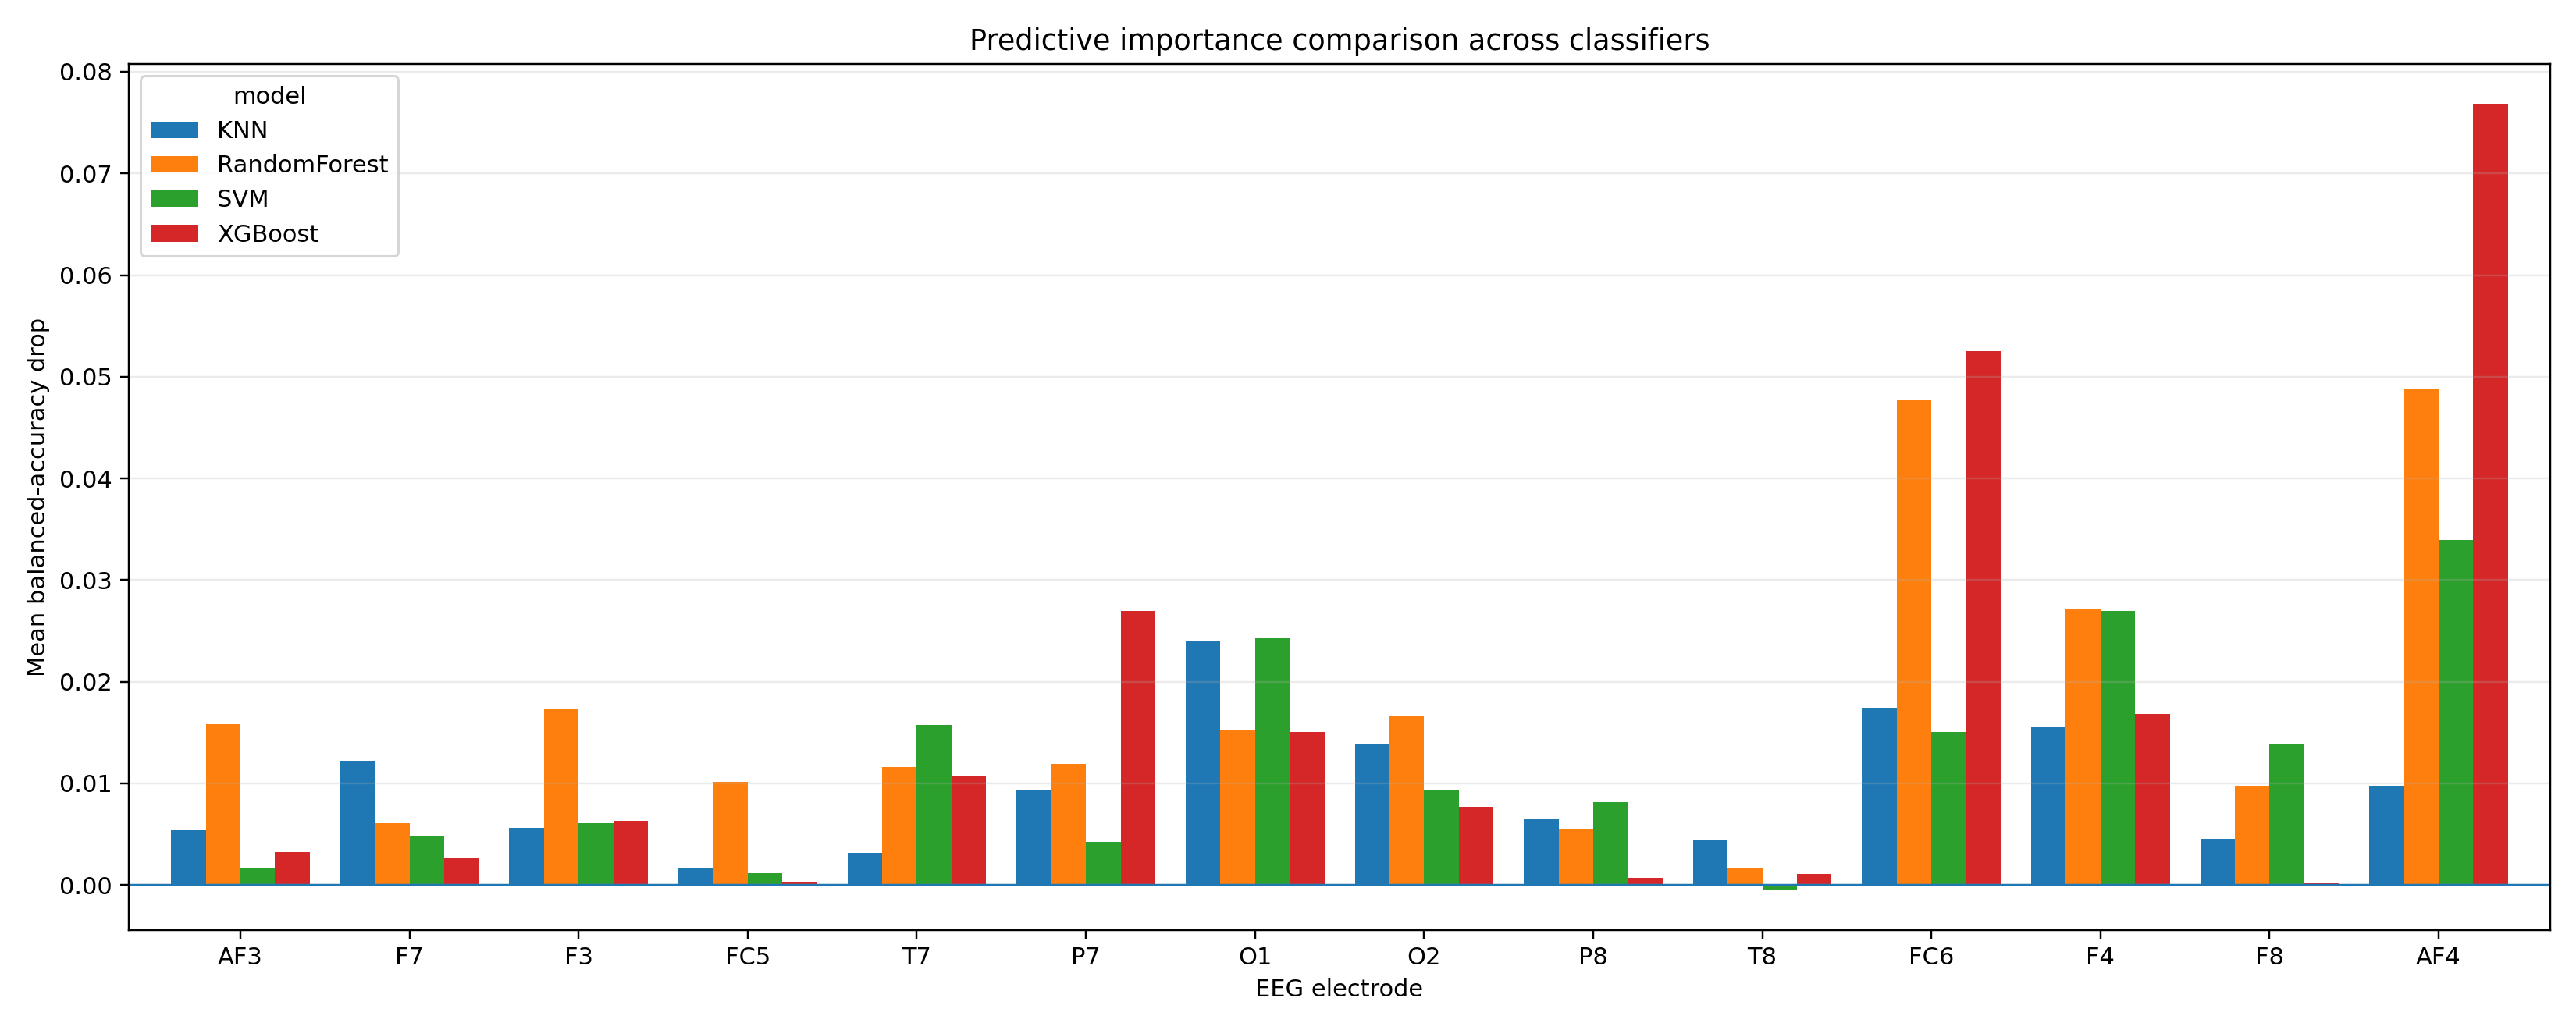 Predictive importance comparison across classifiers
model
KNN
RandomForest
SVM
XGBoost
Mean balanced-accuracy drop
0.08
0.07
0.06
0.05
0.04
0.03
0.02
0.01
0.00
AF3 F7 F3 FC5 T7 P7 O1 O2 P8 T8 FC6 F4 F8 AF4
EEG electrode